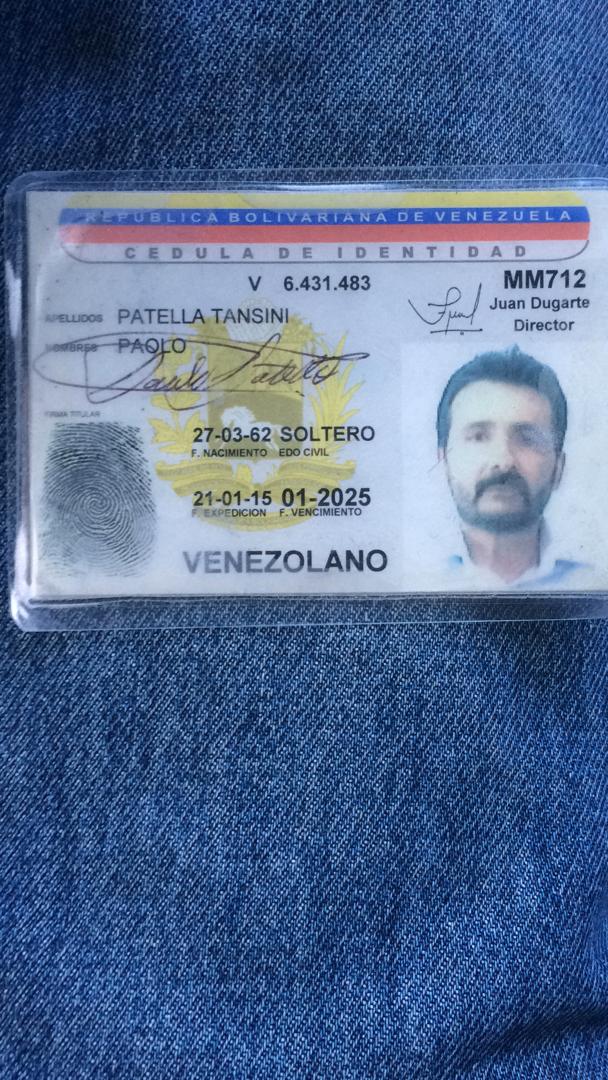 REPUBLICA BOLIVARIANA DE VENEZUELA
CEDULA DE IDENTIDAD
V 6.431.483
MM712
Juan Dugarte
Director
APELLIDOS PATELLA TANSINI
NOMBRES PAOLO
FIRMA TITULAR
27-03-62 SOLTERO
F. NACIMIENTO EDO CIVIL
21-01-15 01-2025
F. EXPEDICION F. VENCIMIENTO
VENEZOLANO